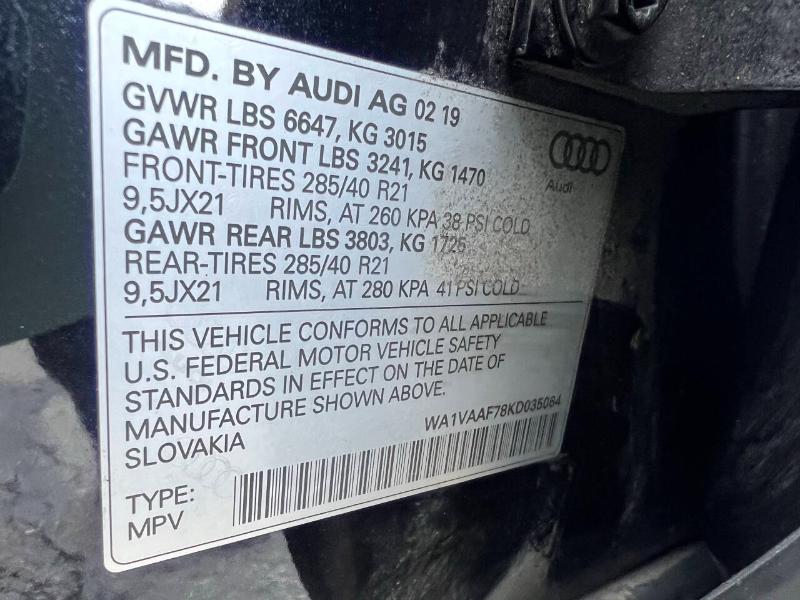 MFD. BY AUDI AG 02 19
GVWR LBS 6647, KG 3015
GAWR FRONT LBS 3241, KG 1470
FRONT-TIRES 285/40 R21
9,5JX21 RIMS, AT 260 KPA 38 PSI COLD
GAWR REAR LBS 3803, KG 1725
REAR-TIRES 285/40 R21
9,5JX21 RIMS, AT 280 KPA 41 PSI COLD
Audi
THIS VEHICLE CONFORMS TO ALL APPLICABLE
U.S. FEDERAL MOTOR VEHICLE SAFETY
STANDARDS IN EFFECT ON THE DATE OF
MANUFACTURE SHOWN ABOVE.
SLOVAKIA
WA1VAAF78KD035084
TYPE:
MPV